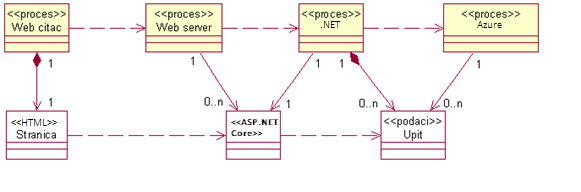 <<proces>> <<proces>> <<proces>> <<proces>>
Web citac Web server .NET Azure
1 1 1 1 1
1 0..n 1 0..n 0..n
<<HTML>> <<ASP.NET <<podaci>>
Stranica Core>> Upit